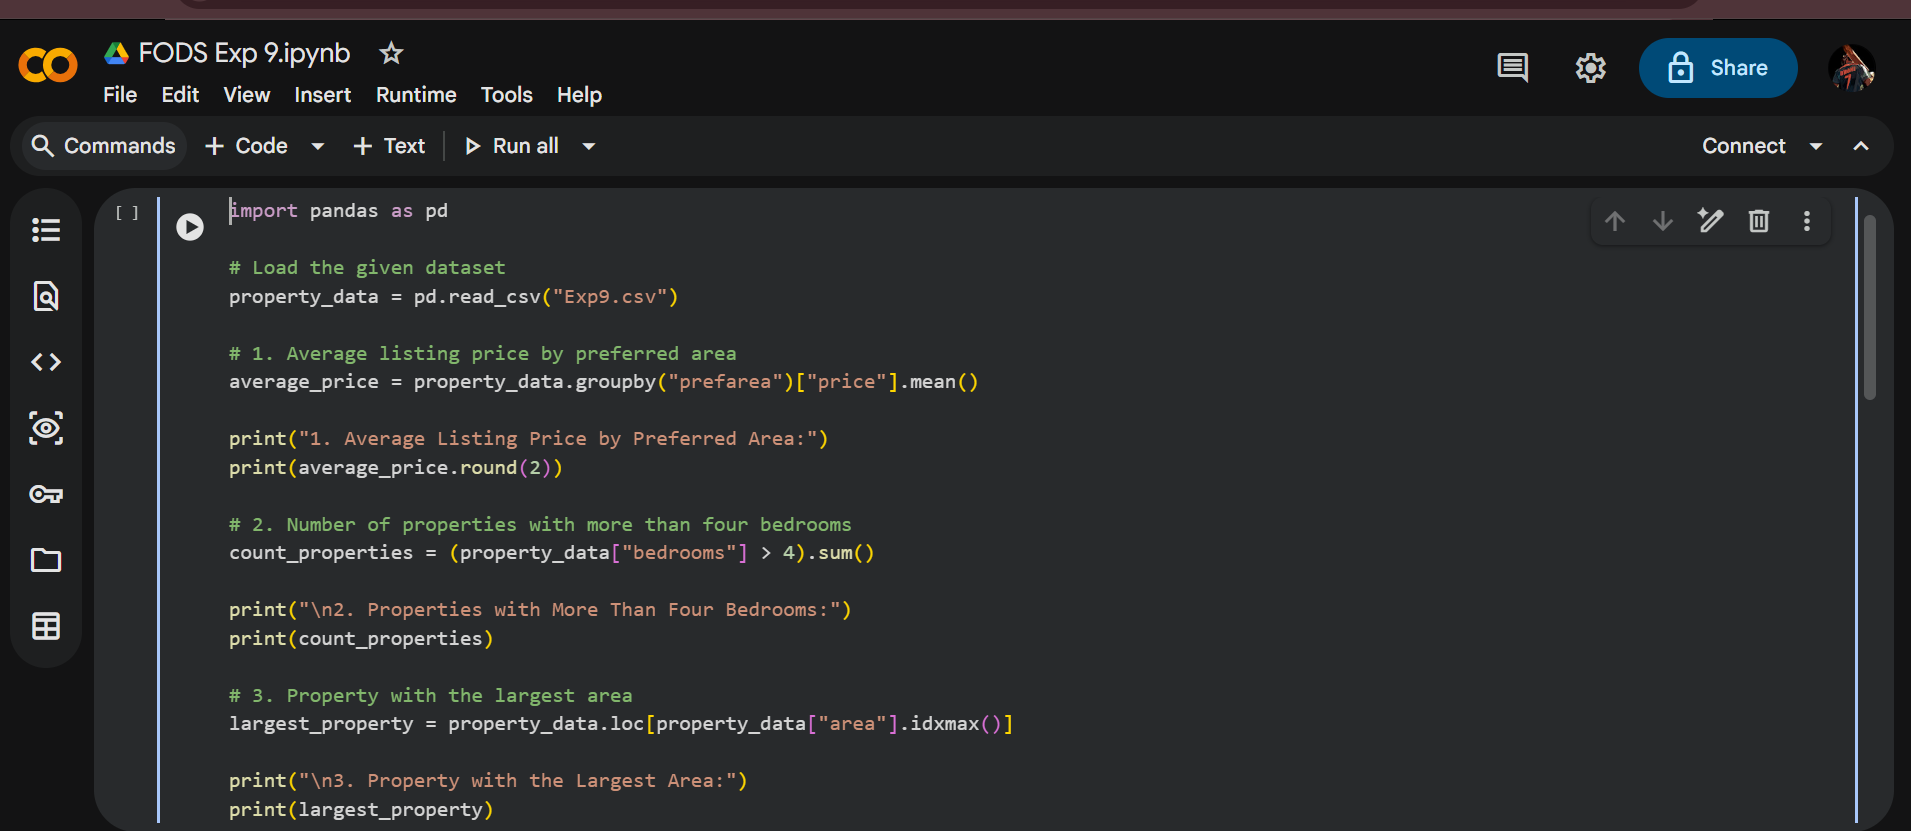 FODS Exp 9.ipynb
File Edit View Insert Runtime Tools Help
Share
Commands + Code + Text Run all
Connect
[ ]
import pandas as pd
# Load the given dataset
property_data = pd.read_csv("Exp9.csv")
# 1. Average listing price by preferred area
average_price = property_data.groupby("prefarea")["price"].mean()
print("1. Average Listing Price by Preferred Area:")
print(average_price.round(2))
# 2. Number of properties with more than four bedrooms
count_properties = (property_data["bedrooms"] > 4).sum()
print("\n2. Properties with More Than Four Bedrooms:")
print(count_properties)
# 3. Property with the largest area
largest_property = property_data.loc[property_data["area"].idxmax()]
print("\n3. Property with the Largest Area:")
print(largest_property)